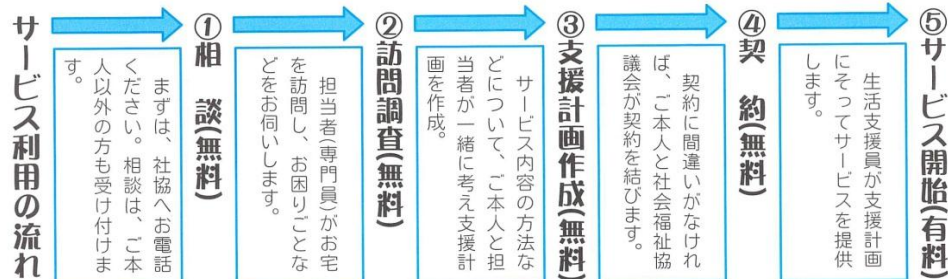 サービス利用の流れ
①相　談(無料)
まずは、社協へお電話
ください。相談は、ご本
人以外の方も受け付けま
す。
②訪問調査(無料)
担当者(専門員)がお宅
を訪問し、お困りごとな
どをお伺いします。
③支援計画作成(無料)
サービス内容の方法な
どについて、ご本人と担
当者が一緒に考え支援計
画を作成。
④契　約(無料)
契約に間違いがなけれ
ば、ご本人と社会福祉協
議会が契約を結びます。
⑤サービス開始(有料)
生活支援員が支援計画
にそってサービスを提供
します。